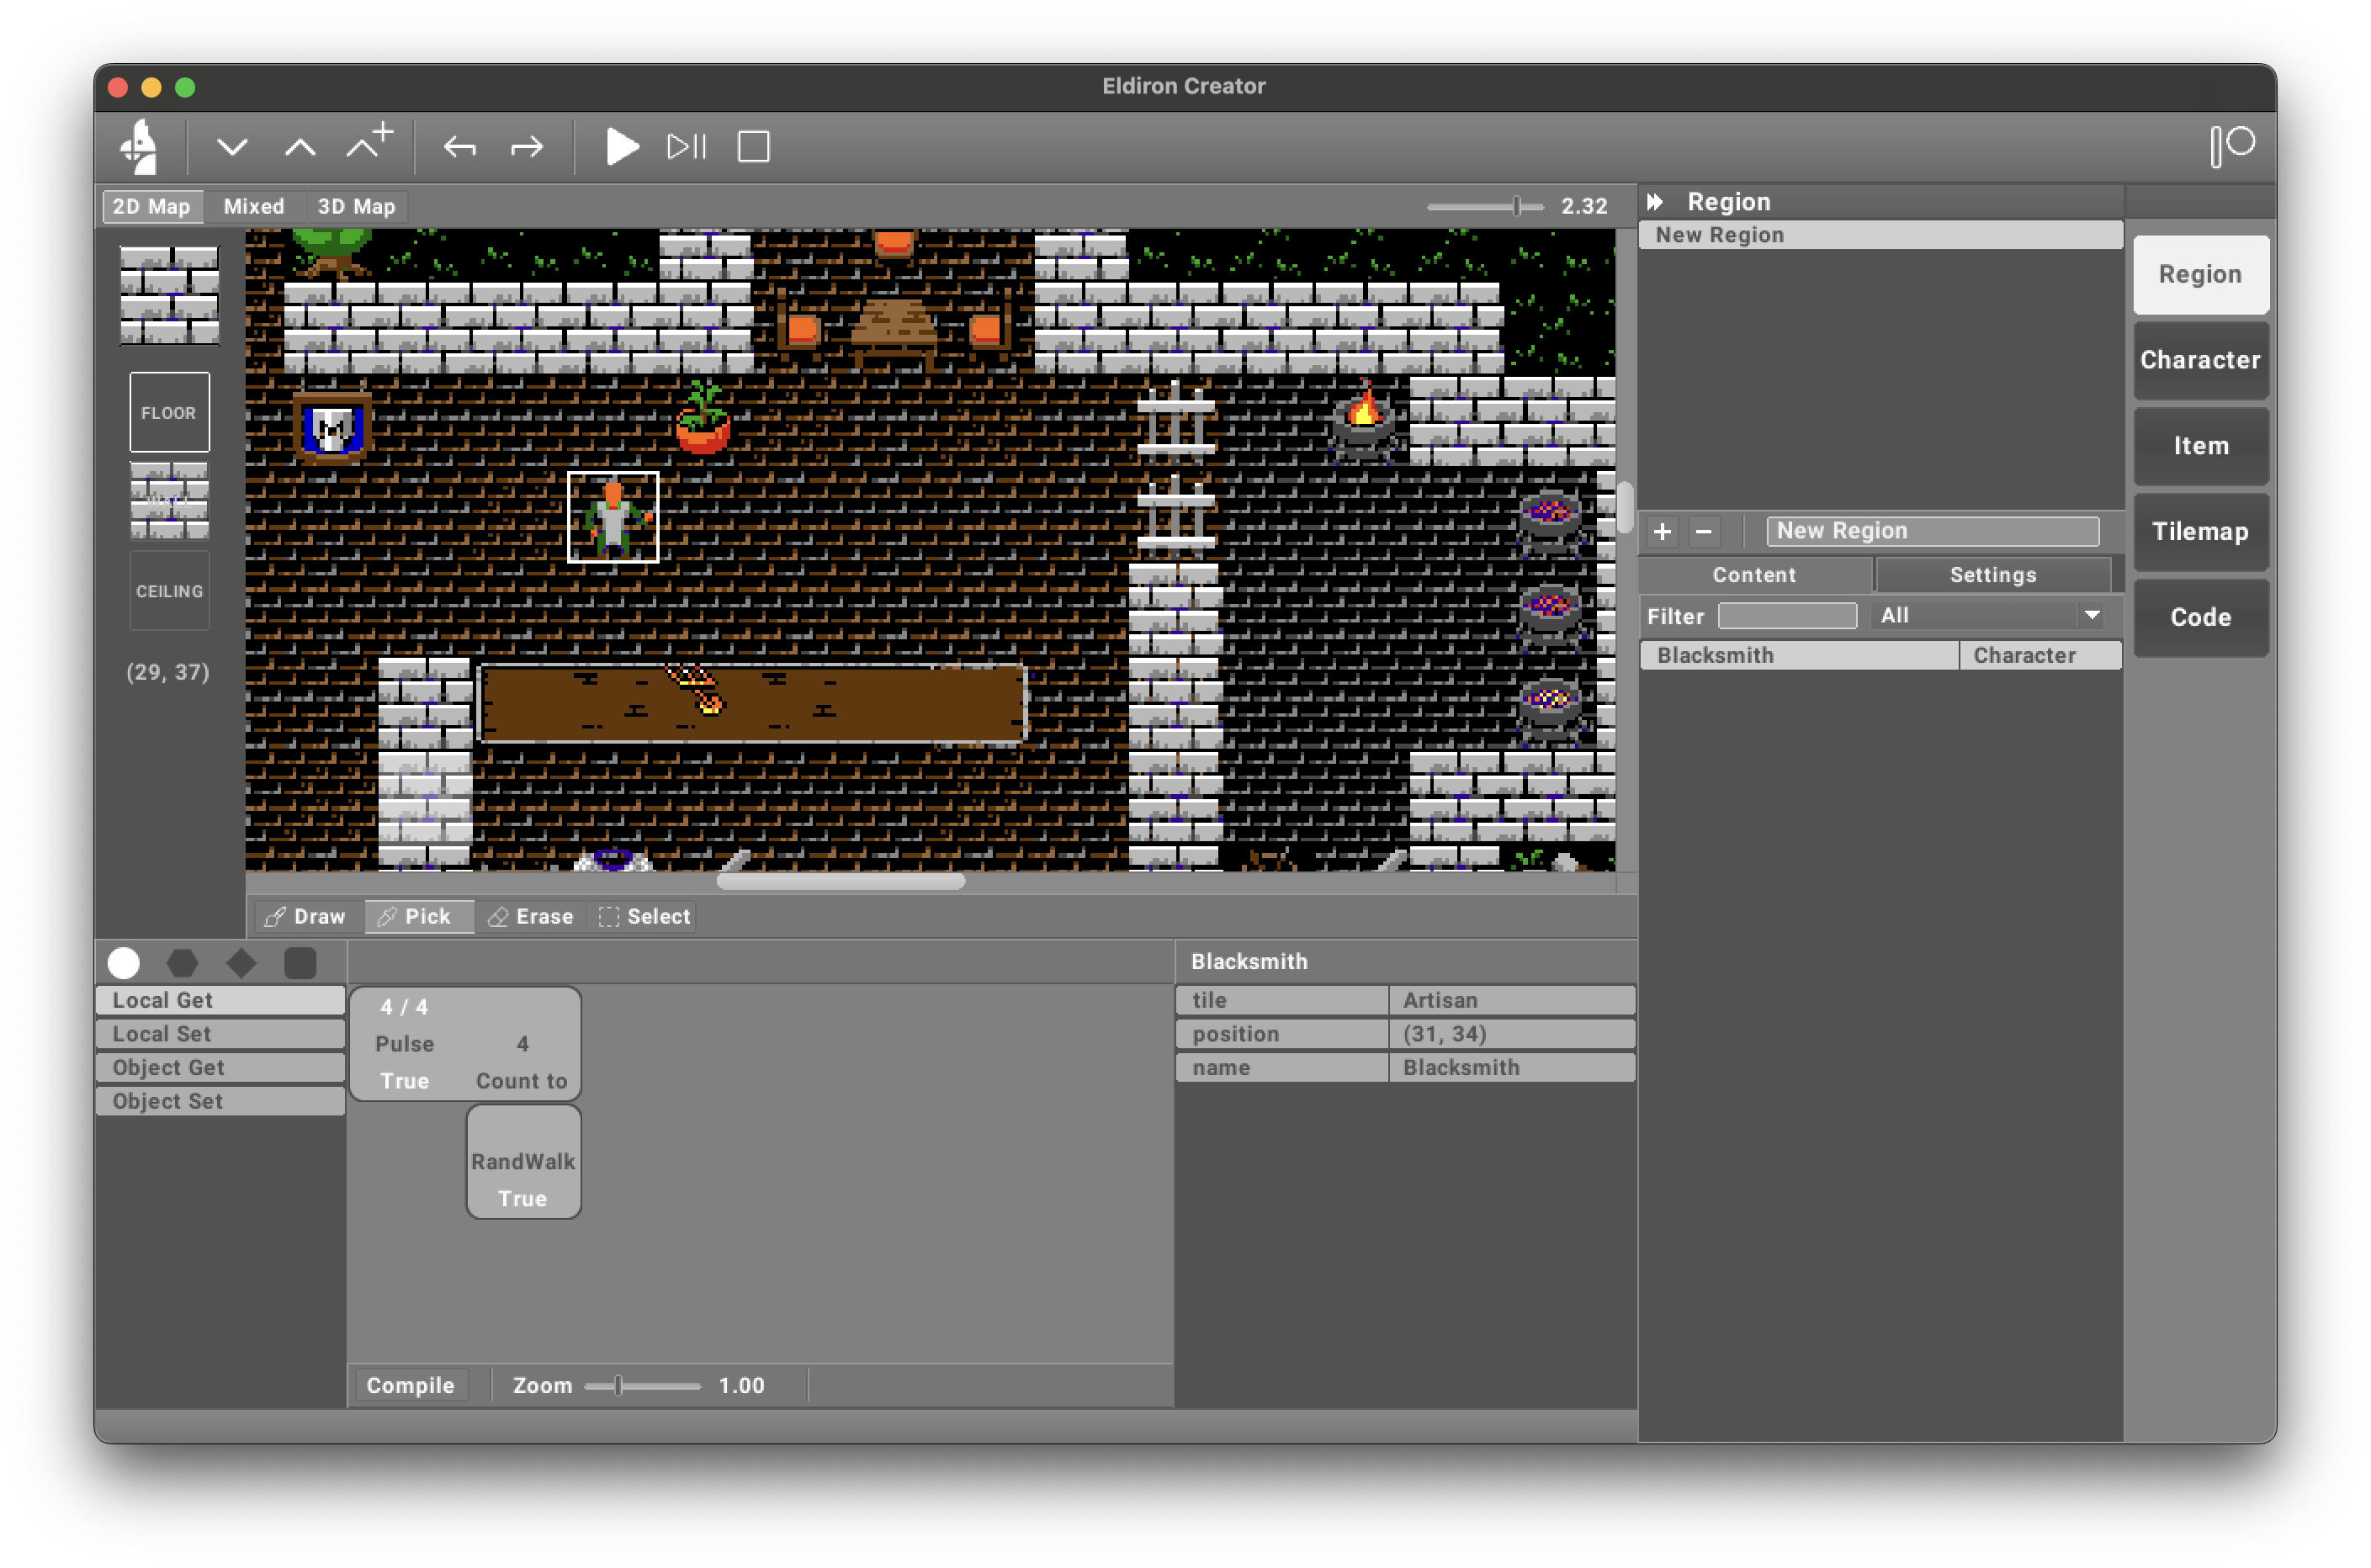 Eldiron Creator
2D Map Mixed 3D Map 2.32
FLOOR
CEILING
(29, 37)
Draw Pick Erase Select
Region
New Region
New Region
Content Settings
Filter All
Blacksmith Character
Region
Character
Item
Tilemap
Code
Local Get
Local Set
Object Get
Object Set
4 / 4
Pulse 4
True Count to
RandWalk
True
Compile Zoom 1.00
Blacksmith
tile Artisan
position (31, 34)
name Blacksmith